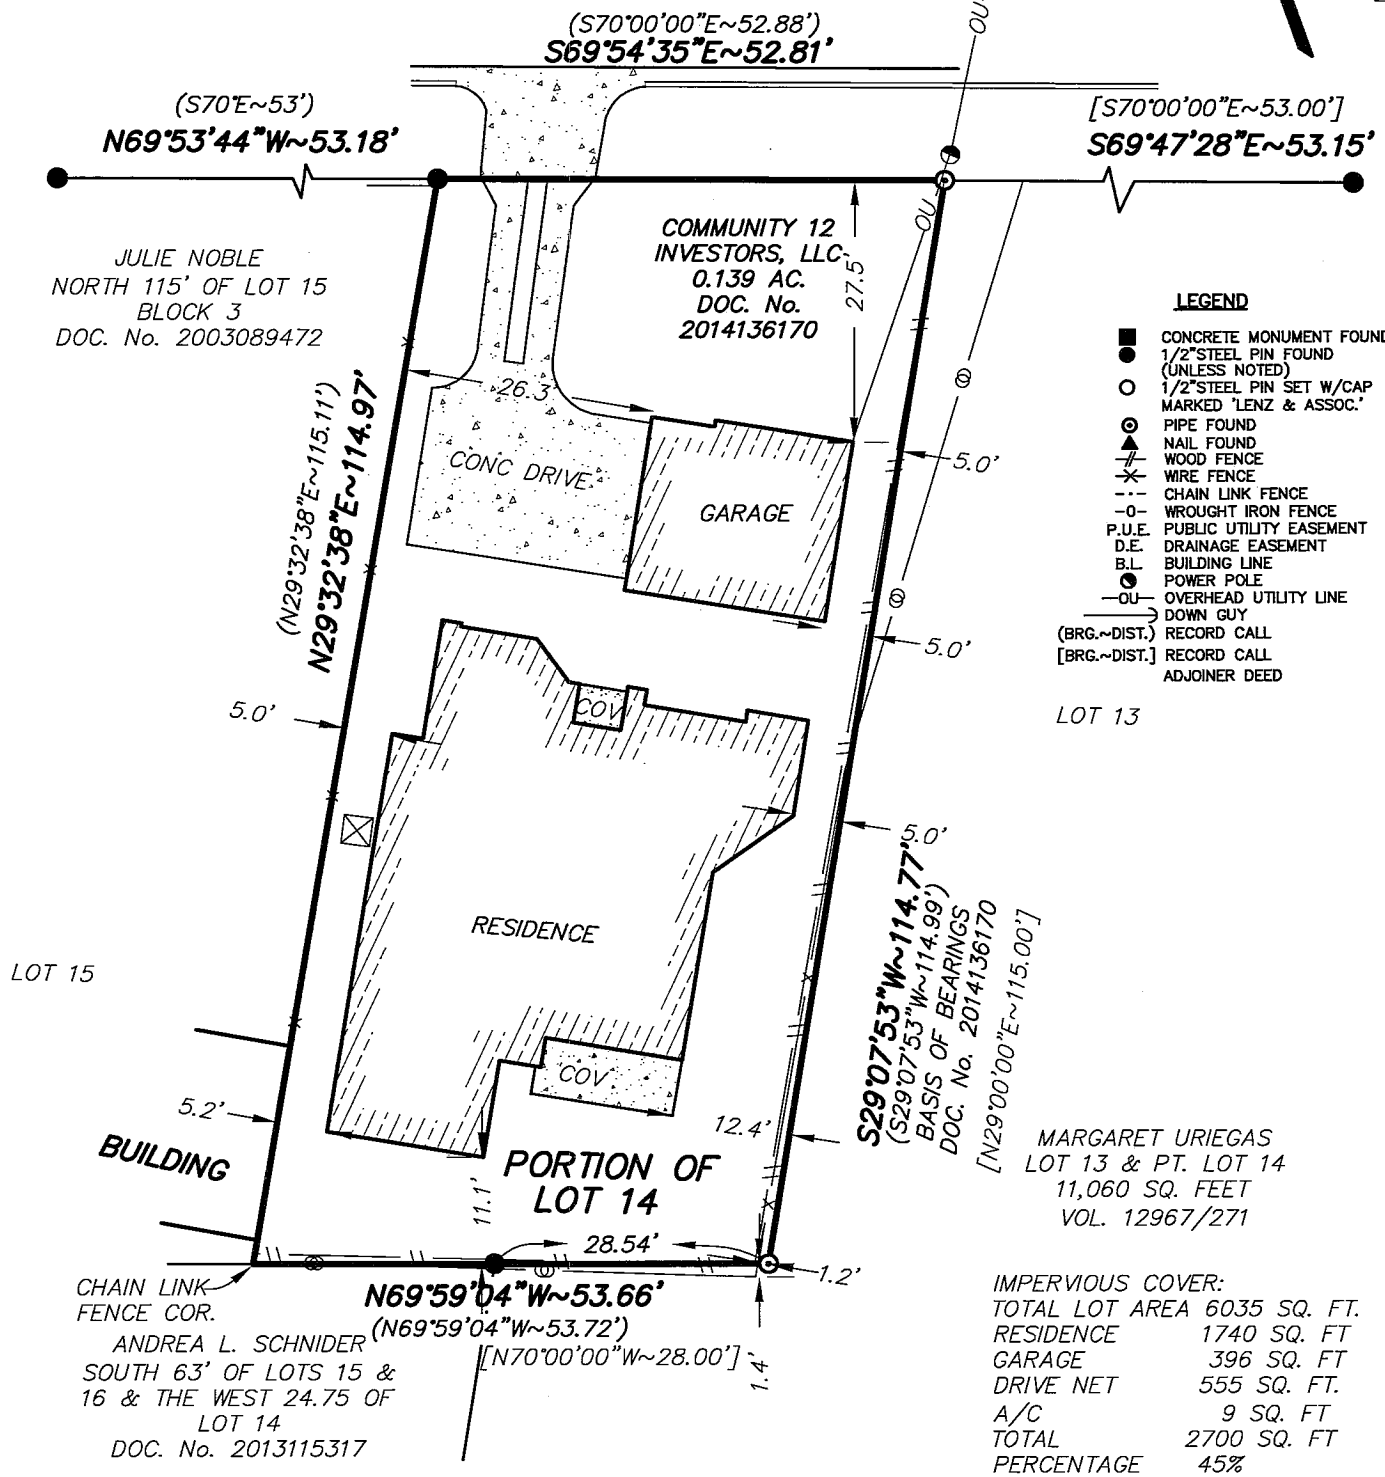 (S70°00'00"E~52.88')
S69°54'35"E~52.81'
OU
(S70°E~53')
N69°53'44"W~53.18'
[S70°00'00"E~53.00']
S69°47'28"E~53.15'
OU
COMMUNITY 12
INVESTORS, LLC
0.139 AC.
DOC. No.
2014136170
27.5'
JULIE NOBLE
NORTH 115' OF LOT 15
BLOCK 3
DOC. No. 2003089472
LEGEND
CONCRETE MONUMENT FOUND
1/2"STEEL PIN FOUND
(UNLESS NOTED)
1/2"STEEL PIN SET W/CAP
MARKED 'LENZ & ASSOC.'
PIPE FOUND
NAIL FOUND
WOOD FENCE
WIRE FENCE
CHAIN LINK FENCE
-O- WROUGHT IRON FENCE
P.U.E. PUBLIC UTILITY EASEMENT
D.E. DRAINAGE EASEMENT
B.L. BUILDING LINE
POWER POLE
—OU— OVERHEAD UTILITY LINE
DOWN GUY
(BRG.~DIST.) RECORD CALL
[BRG.~DIST.] RECORD CALL
ADJOINER DEED
(N29°32'38"E~115.11')
N29°32'38"E~114.97'
26.3'
CONC DRIVE
GARAGE
5.0'
5.0'
5.0'
COV
LOT 13
5.0'
RESIDENCE
S29°07'53"W~114.77'
(S29°07'53"W~114.99')
BASIS OF BEARINGS
DOC. No. 2014136170
[N29°00'00"E~115.00']
LOT 15
COV
5.2'
12.4'
BUILDING
PORTION OF
LOT 14
11.1'
MARGARET URIEGAS
LOT 13 & PT. LOT 14
11,060 SQ. FEET
VOL. 12967/271
28.54'
1.2'
CHAIN LINK
FENCE COR.
N69°59'04"W~53.66'
(N69°59'04"W~53.72')
[N70°00'00"W~28.00']
1.4'
ANDREA L. SCHNIDER
SOUTH 63' OF LOTS 15 &
16 & THE WEST 24.75 OF
LOT 14
DOC. No. 2013115317
IMPERVIOUS COVER:
TOTAL LOT AREA 6035 SQ. FT.
RESIDENCE 1740 SQ. FT
GARAGE 396 SQ. FT
DRIVE NET 555 SQ. FT.
A/C 9 SQ. FT
TOTAL 2700 SQ. FT
PERCENTAGE 45%